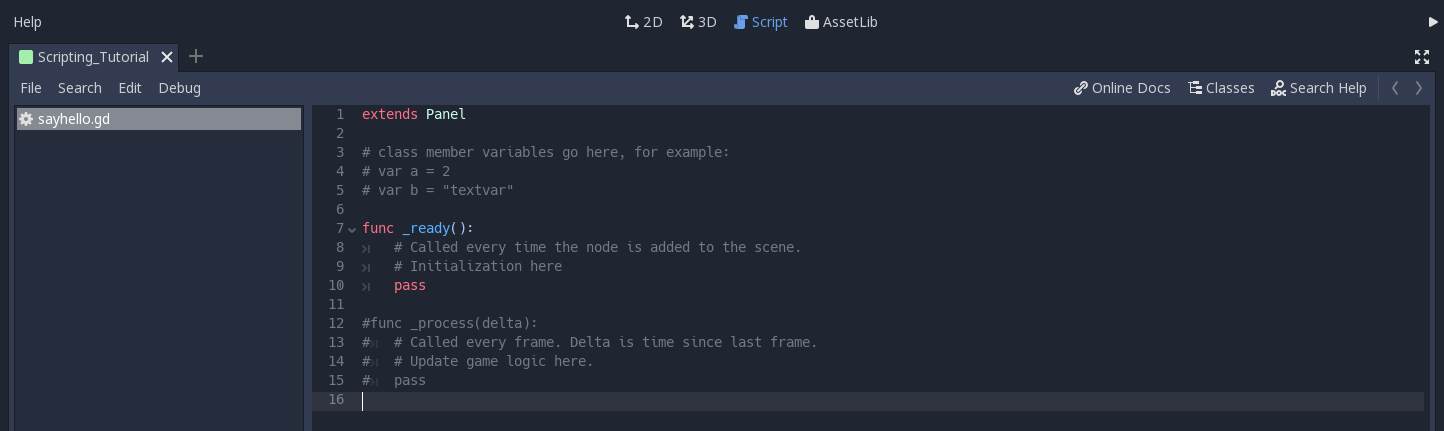 Help 2D 3D Script AssetLib
Scripting_Tutorial
File Search Edit Debug Online Docs Classes Search Help
sayhello.gd
1 extends Panel
2
3 # class member variables go here, for example:
4 # var a = 2
5 # var b = "textvar"
6
7 func _ready():
8 # Called every time the node is added to the scene.
9 # Initialization here
10 pass
11
12 #func _process(delta):
13 # # Called every frame. Delta is time since last frame.
14 # # Update game logic here.
15 # pass
16